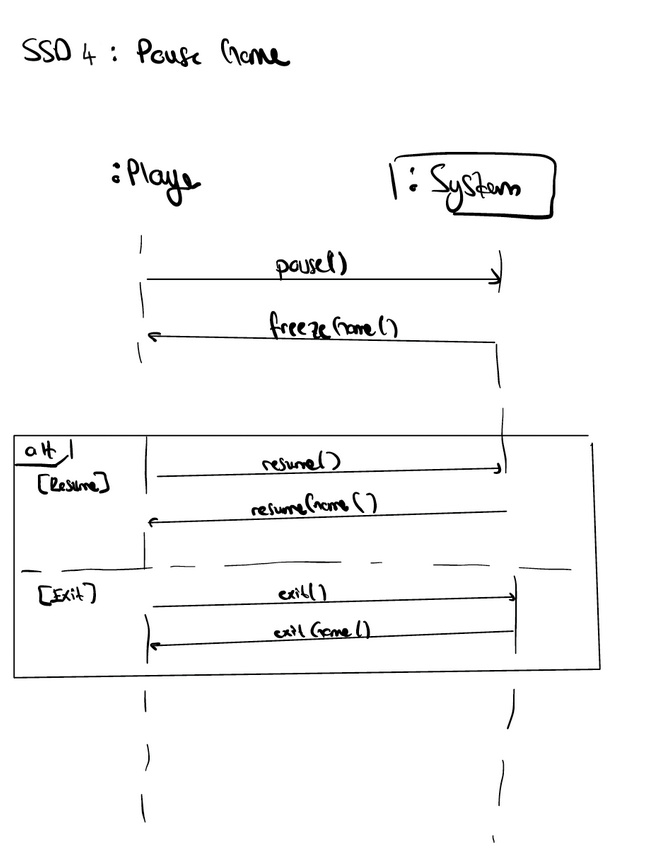 SSD 4 : Pause Game
:Player
:System
pause()
freezeGame()
alt
[Resume]
resume()
resumeGame()
[Exit]
exit()
exitGame()